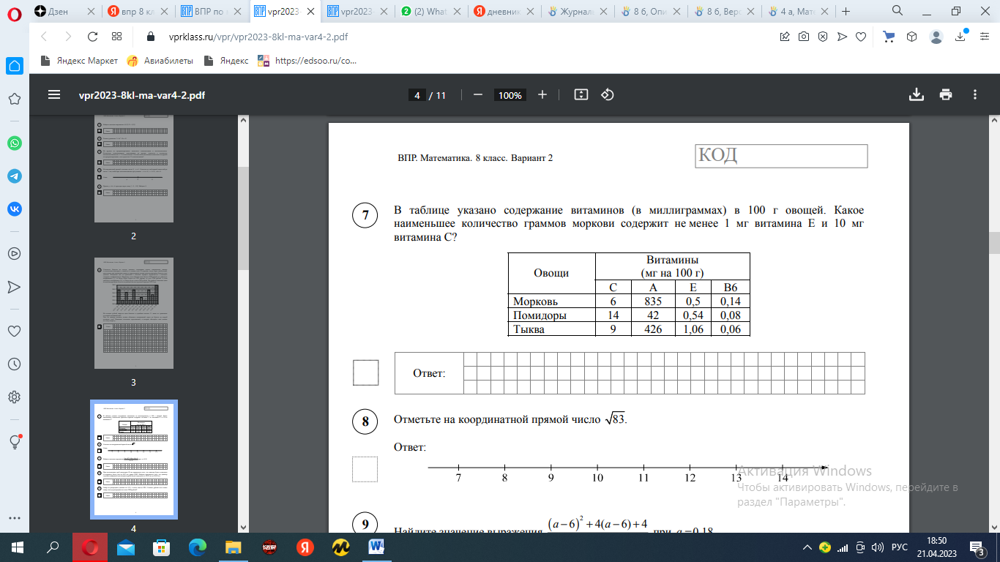 Дзен
впр 8 кл
ВПР по
vpr2023-
vpr2023-
(2) What
дневник
Журнал
8 б, Опи
8 б, Верс
4 а, Мате
vprklass.ru/vpr/vpr2023-8kl-ma-var4-2.pdf
Яндекс Маркет
Авиабилеты
Яндекс
https://edsoo.ru/co...
vpr2023-8kl-ma-var4-2.pdf
4 / 11
100%
2
3
4
ВПР. Математика. 8 класс. Вариант 2
КОД
7
В таблице указано содержание витаминов (в миллиграммах) в 100 г овощей. Какое
наименьшее количество граммов моркови содержит не менее 1 мг витамина Е и 10 мг
витамина С?
Овощи
Витамины
(мг на 100 г)
С А Е В6
Морковь 6 835 0,5 0,14
Помидоры 14 42 0,54 0,08
Тыква 9 426 1,06 0,06
Ответ:
8
Отметьте на координатной прямой число √83.
Ответ:
7 8 9 10 11 12 13 14
Активация Windows
Чтобы активировать Windows, перейдите в
раздел "Параметры".
9
Найдите значение выражения (a−6)²+4(a−6)+4 при a=0,18
18:50
РУС
21.04.2023
3